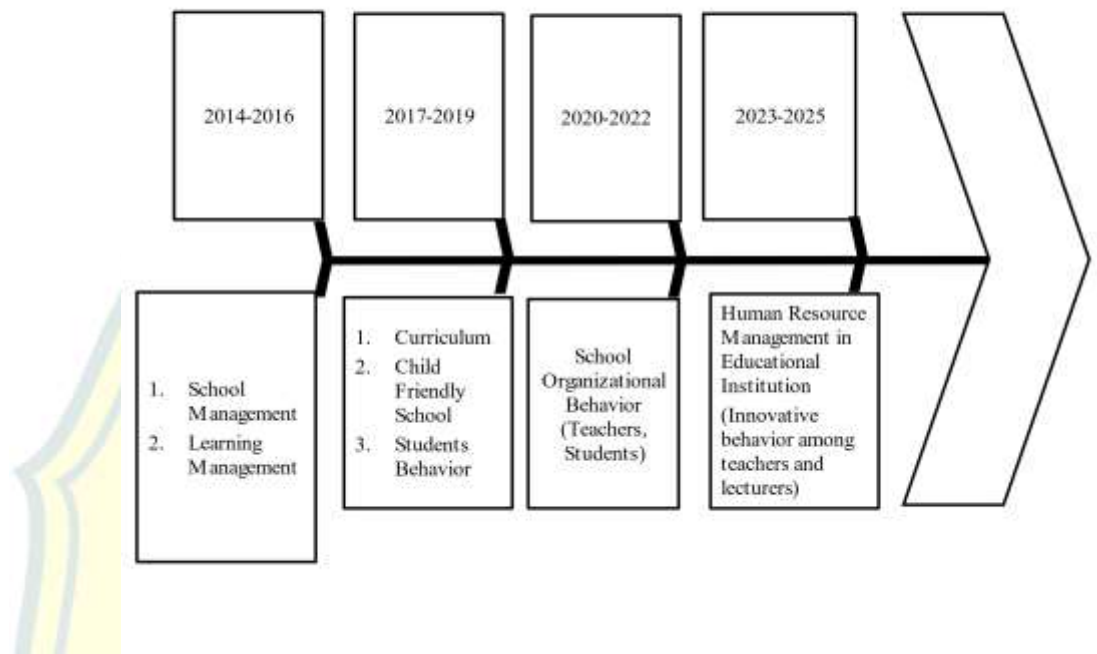 2014-2016
2017-2019
2020-2022
2023-2025
1. School
Management
2. Learning
Management
1. Curriculum
2. Child
Friendly
School
3. Students
Behavior
School
Organizational
Behavior
(Teachers,
Students)
Human Resource
Management in
Educational
Institution
(Innovative
behavior among
teachers and
lecturers)